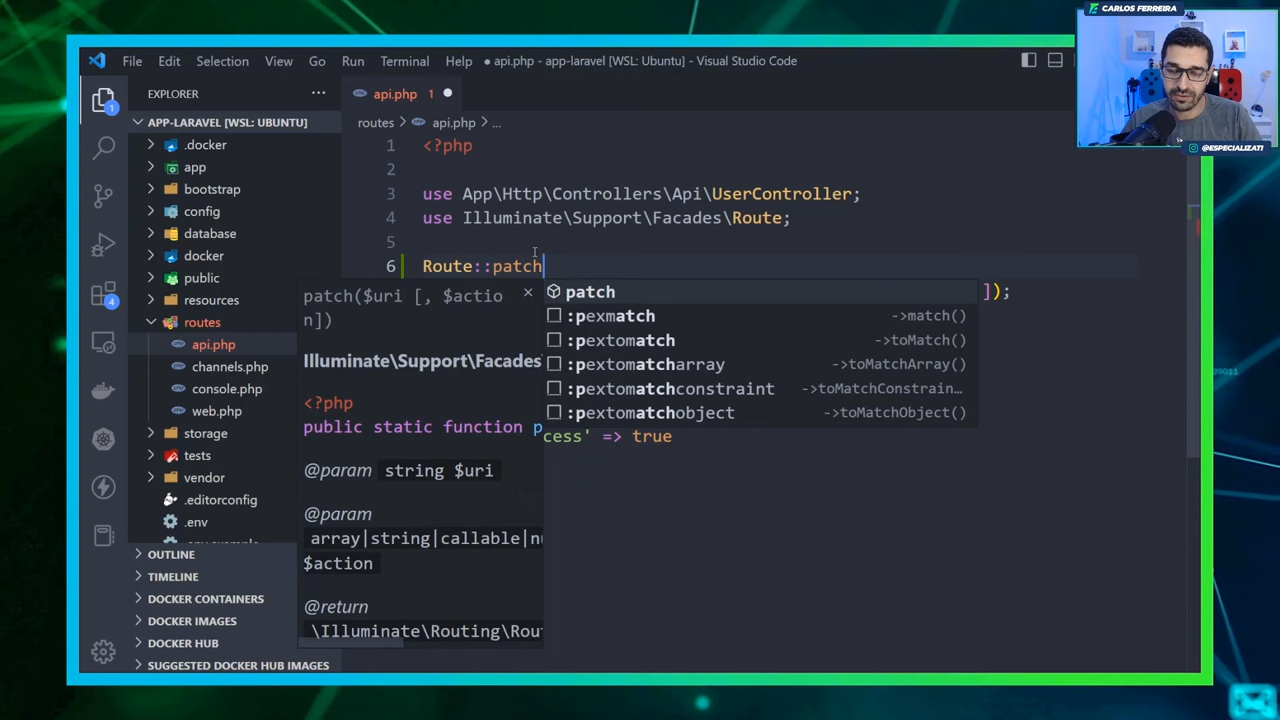 CARLOS FERREIRA
File Edit Selection View Go Run Terminal Help ● api.php - app-laravel [WSL: Ubuntu] - Visual Studio Code
EXPLORER ···
api.php 1
APP-LARAVEL [WSL: UBUNTU]
routes > api.php > ...
@ESPECIALIZATI
.docker
app
bootstrap
config
database
docker
public
resources
routes
api.php
channels.php
console.php
web.php
storage
tests
vendor
.editorconfig
.env
OUTLINE
TIMELINE
DOCKER CONTAINERS
DOCKER IMAGES
DOCKER HUB
SUGGESTED DOCKER HUB IMAGES
1
4
1 <?php
2
3 use App\Http\Controllers\Api\UserController;
4 use Illuminate\Support\Facades\Route;
5
6 Route::patch
]);
cess' => true
patch($uri [, $actio
n])
Illuminate\Support\Facades
<?php
public static function p
@param string $uri
@param
array|string|callable|nu
$action
@return
\Illuminate\Routing\Rou
patch
:pexmatch ->match()
:pextomatch ->toMatch()
:pextomatcharray ->toMatchArray()
:pextomatchconstraint ->toMatchConstrain…
:pextomatchobject ->toMatchObject()